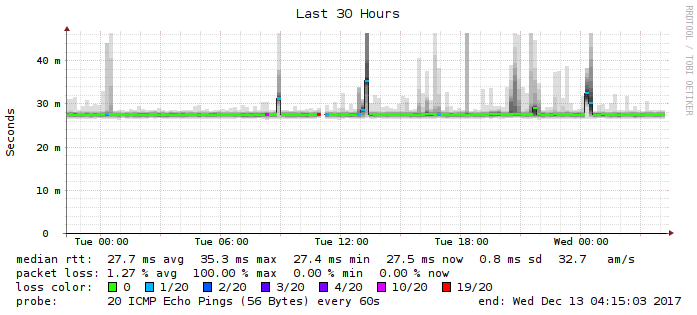 Last 30 Hours
RRDTOOL / TOBI OETIKER
Seconds
40 m
30 m
20 m
10 m
0
Tue 00:00 Tue 06:00 Tue 12:00 Tue 18:00 Wed 00:00
median rtt: 27.7 ms avg 35.3 ms max 27.4 ms min 27.5 ms now 0.8 ms sd 32.7 am/s
packet loss: 1.27 % avg 100.00 % max 0.00 % min 0.00 % now
loss color: 0 1/20 2/20 3/20 4/20 10/20 19/20
probe: 20 ICMP Echo Pings (56 Bytes) every 60s end: Wed Dec 13 04:15:03 2017